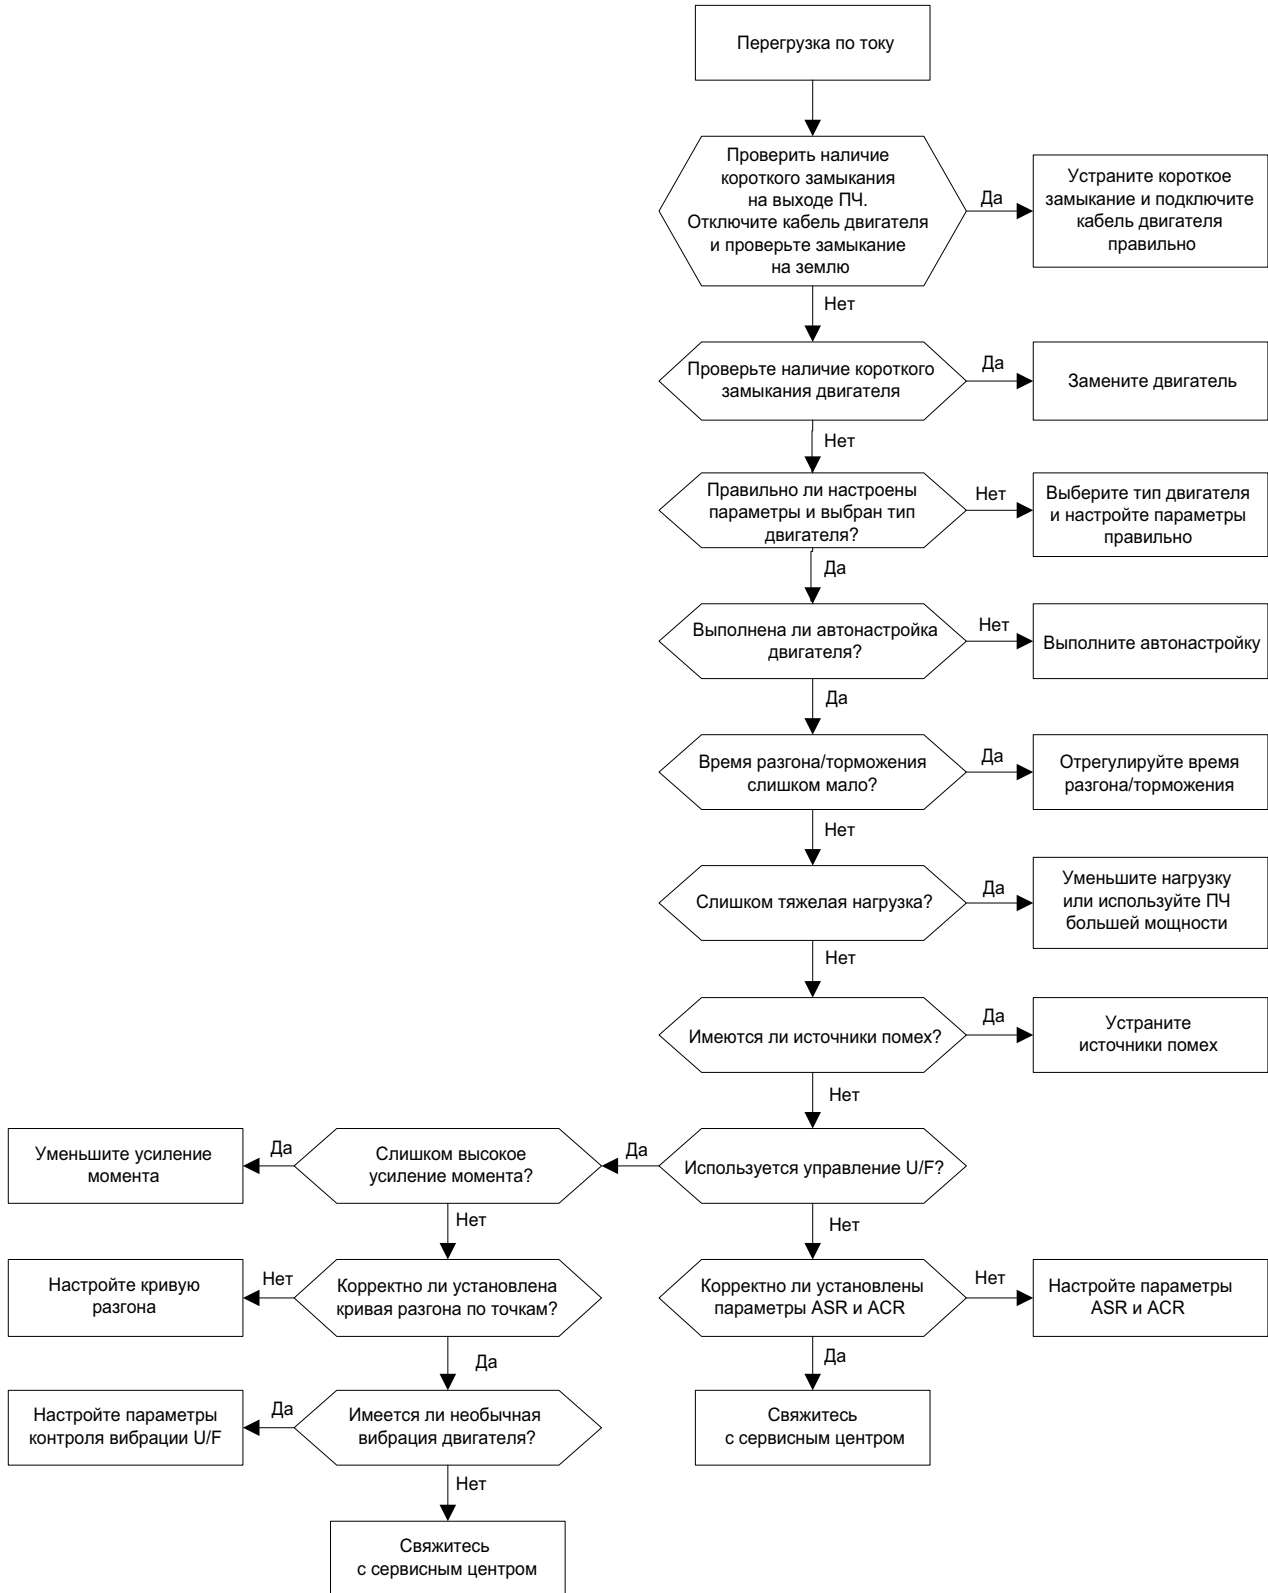 Перегрузка по току
Проверить наличие
короткого замыкания
на выходе ПЧ.
Отключите кабель двигателя
и проверьте замыкание
на землю
Да
Устраните короткое
замыкание и подключите
кабель двигателя
правильно
Нет
Проверьте наличие короткого
замыкания двигателя
Да
Замените двигатель
Нет
Правильно ли настроены
параметры и выбран тип
двигателя?
Нет
Выберите тип двигателя
и настройте параметры
правильно
Да
Выполнена ли автонастройка
двигателя?
Нет
Выполните автонастройку
Да
Время разгона/торможения
слишком мало?
Да
Отрегулируйте время
разгона/торможения
Нет
Слишком тяжелая нагрузка?
Да
Уменьшите нагрузку
или используйте ПЧ
большей мощности
Нет
Имеются ли источники помех?
Да
Устраните
источники помех
Нет
Используется управление U/F?
Да
Слишком высокое
усиление момента?
Да
Уменьшите усиление
момента
Нет
Корректно ли установлена
кривая разгона по точкам?
Нет
Настройте кривую
разгона
Да
Имеется ли необычная
вибрация двигателя?
Да
Настройте параметры
контроля вибрации U/F
Нет
Свяжитесь
с сервисным центром
Нет
Корректно ли установлены
параметры ASR и ACR
Нет
Настройте параметры
ASR и ACR
Да
Свяжитесь
с сервисным центром